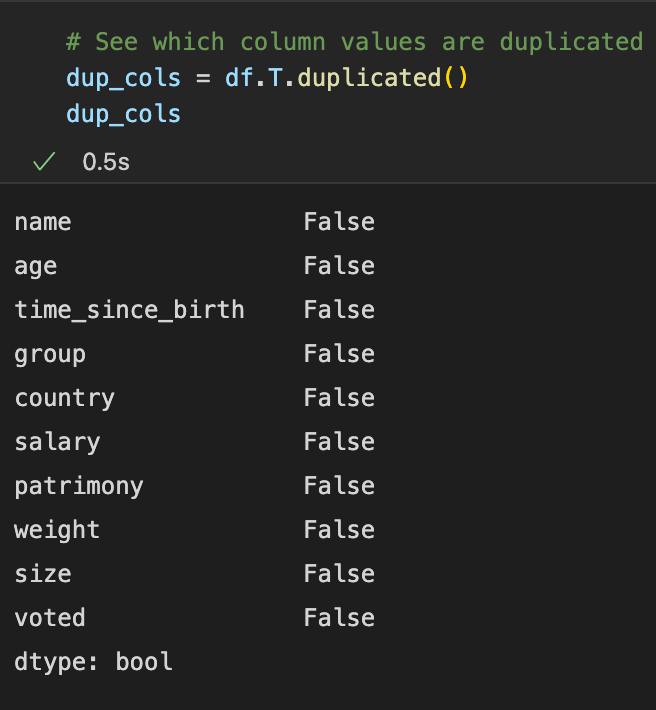 # See which column values are duplicated
dup_cols = df.T.duplicated()
dup_cols
0.5s
name False
age False
time_since_birth False
group False
country False
salary False
patrimony False
weight False
size False
voted False
dtype: bool